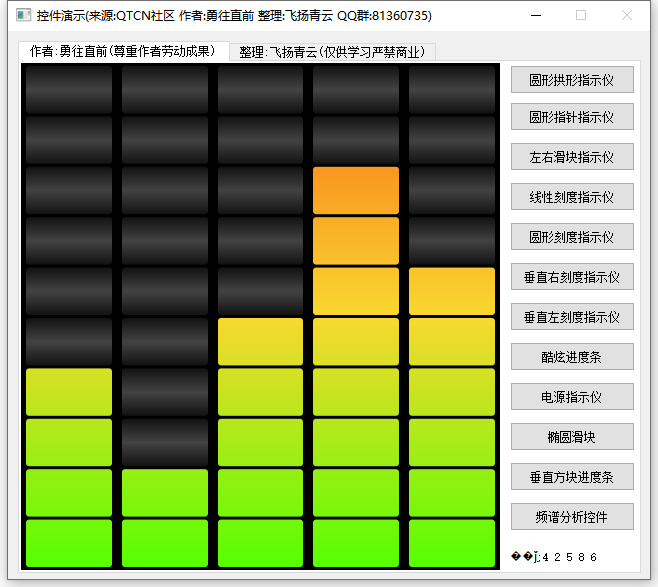 控件演示(来源:QTCN社区 作者:勇往直前 整理:飞扬青云 QQ群:81360735)
作者:勇往直前(尊重作者劳动成果)
整理:飞扬青云(仅供学习严禁商业)
圆形拱形指示仪
圆形指针指示仪
左右滑块指示仪
线性刻度指示仪
圆形刻度指示仪
垂直右刻度指示仪
垂直左刻度指示仪
酷炫进度条
电源指示仪
椭圆滑块
垂直方块进度条
频谱分析控件
4 2 5 8 6